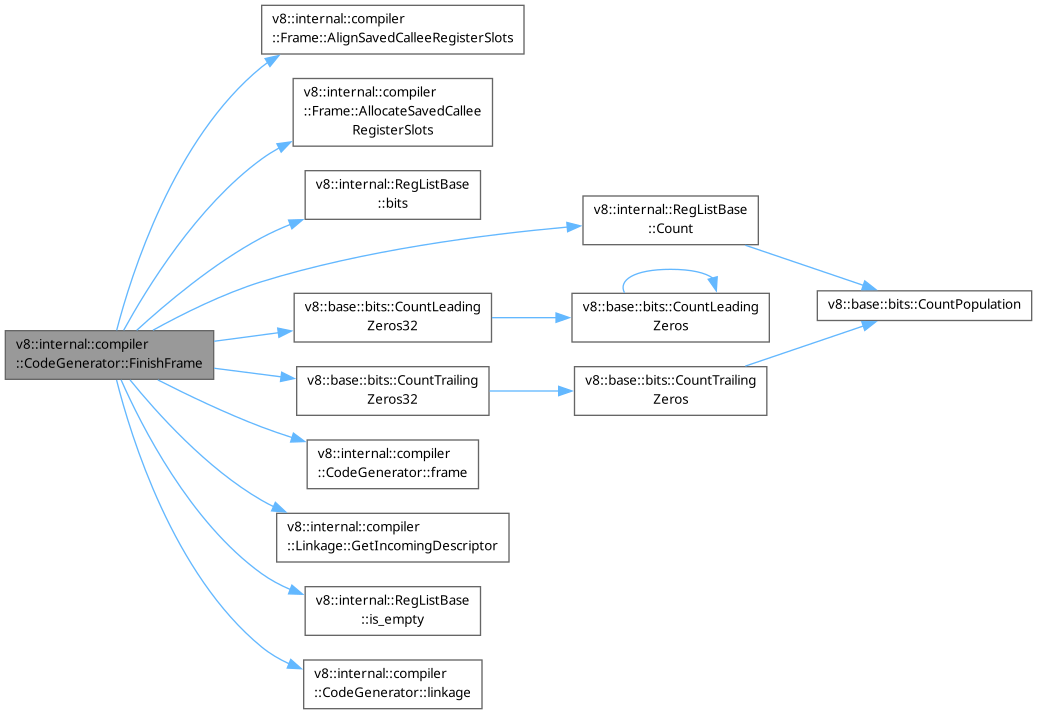 v8::internal::compiler
::Frame::AlignSavedCalleeRegisterSlots
v8::internal::compiler
::Frame::AllocateSavedCallee
RegisterSlots
v8::internal::RegListBase
::bits
v8::internal::RegListBase
::Count
v8::base::bits::CountLeading
Zeros32
v8::base::bits::CountLeading
Zeros
v8::base::bits::CountPopulation
v8::internal::compiler
::CodeGenerator::FinishFrame
v8::base::bits::CountTrailing
Zeros32
v8::base::bits::CountTrailing
Zeros
v8::internal::compiler
::CodeGenerator::frame
v8::internal::compiler
::Linkage::GetIncomingDescriptor
v8::internal::RegListBase
::is_empty
v8::internal::compiler
::CodeGenerator::linkage